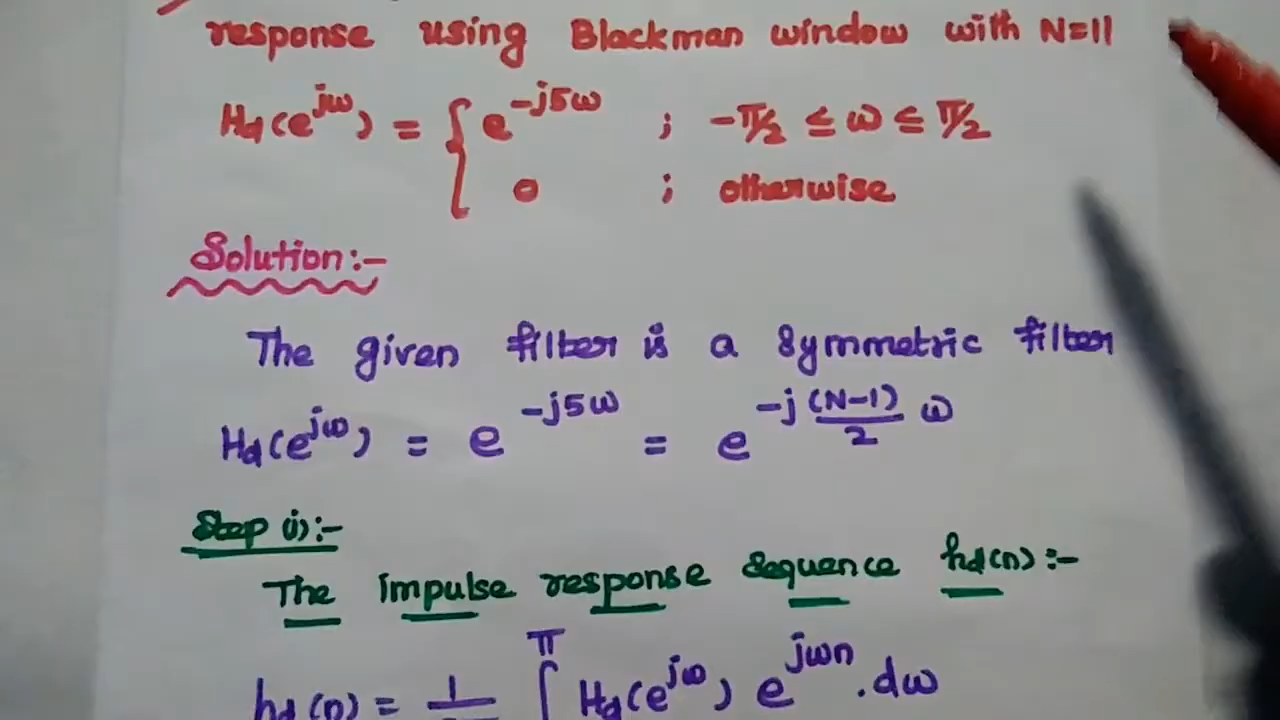 response using Blackman window with N=11
Hd(e^jω) = { e^-j5ω ; -π/2 ≤ ω ≤ π/2
0 ; otherwise
Solution:-
The given filter is a symmetric filter
Hd(e^jω) = e^-j5ω = e^-j(N-1)/2 ω
Step (i):-
The impulse response sequence hd(n):-
hd(n) = 1 ∫ π Hd(e^jω) e^jωn . dω